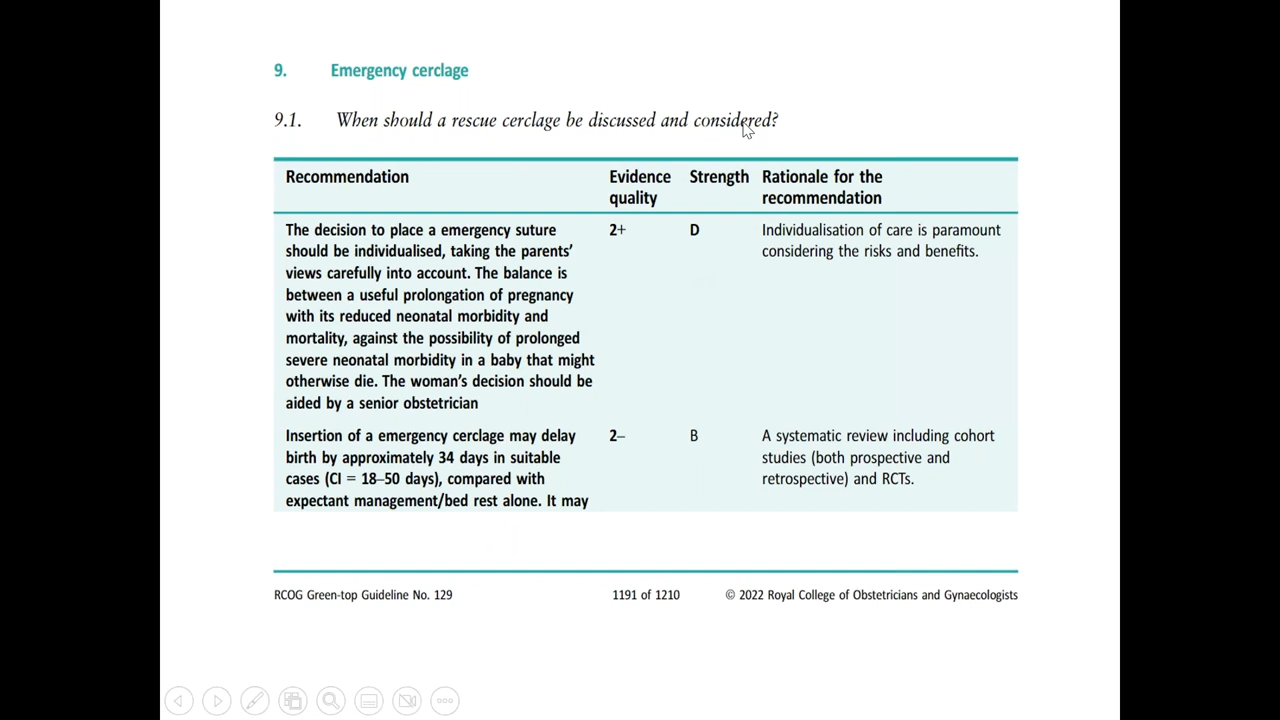 9. Emergency cerclage
9.1. When should a rescue cerclage be discussed and considered?
Recommendation Evidence quality Strength Rationale for the recommendation
The decision to place a emergency suture
should be individualised, taking the parents’
views carefully into account. The balance is
between a useful prolongation of pregnancy
with its reduced neonatal morbidity and
mortality, against the possibility of prolonged
severe neonatal morbidity in a baby that might
otherwise die. The woman’s decision should be
aided by a senior obstetrician
2+
D
Individualisation of care is paramount
considering the risks and benefits.
Insertion of a emergency cerclage may delay
birth by approximately 34 days in suitable
cases (CI = 18–50 days), compared with
expectant management/bed rest alone. It may
2–
B
A systematic review including cohort
studies (both prospective and
retrospective) and RCTs.
RCOG Green-top Guideline No. 129 1191 of 1210 © 2022 Royal College of Obstetricians and Gynaecologists